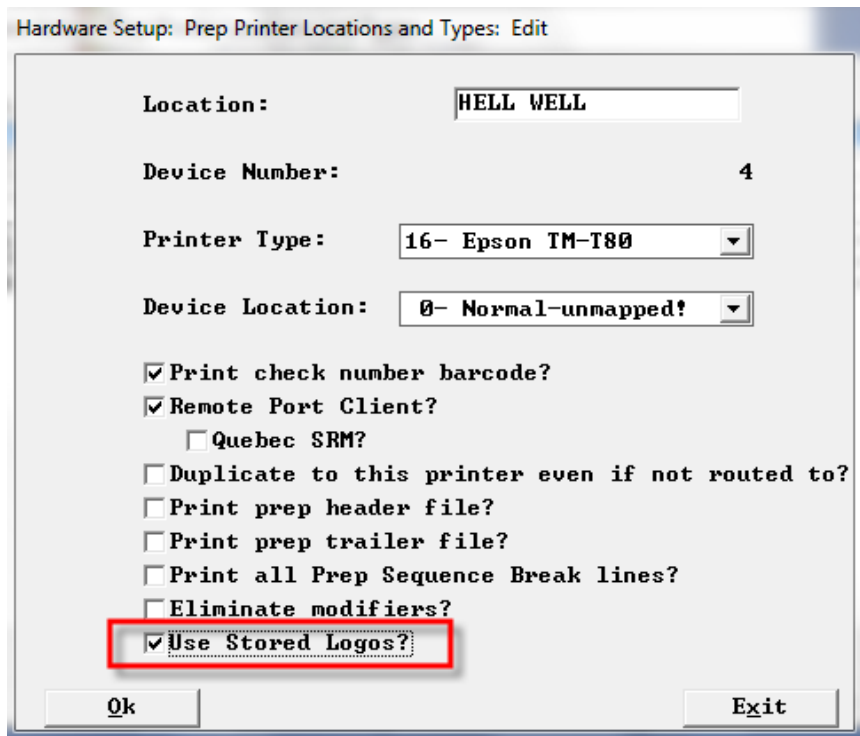 Hardware Setup: Prep Printer Locations and Types: Edit
Location: HELL WELL
Device Number: 4
Printer Type: 16- Epson TM-T80
Device Location: 0- Normal-unmapped!
Print check number barcode?
Remote Port Client?
Quebec SRM?
Duplicate to this printer even if not routed to?
Print prep header file?
Print prep trailer file?
Print all Prep Sequence Break lines?
Eliminate modifiers?
Use Stored Logos?
Ok Exit